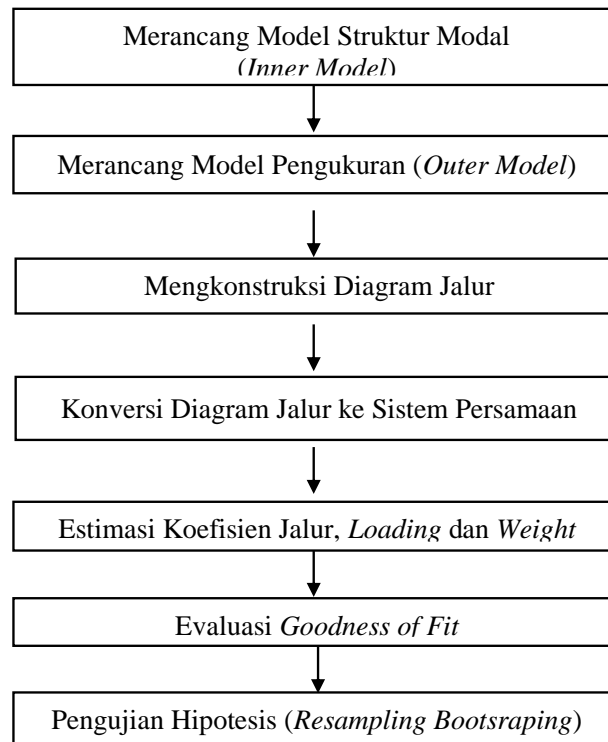 Merancang Model Struktur Modal
(Inner Model)
Merancang Model Pengukuran (Outer Model)
Mengkonstruksi Diagram Jalur
Konversi Diagram Jalur ke Sistem Persamaan
Estimasi Koefisien Jalur, Loading dan Weight
Evaluasi Goodness of Fit
Pengujian Hipotesis (Resampling Bootsraping)